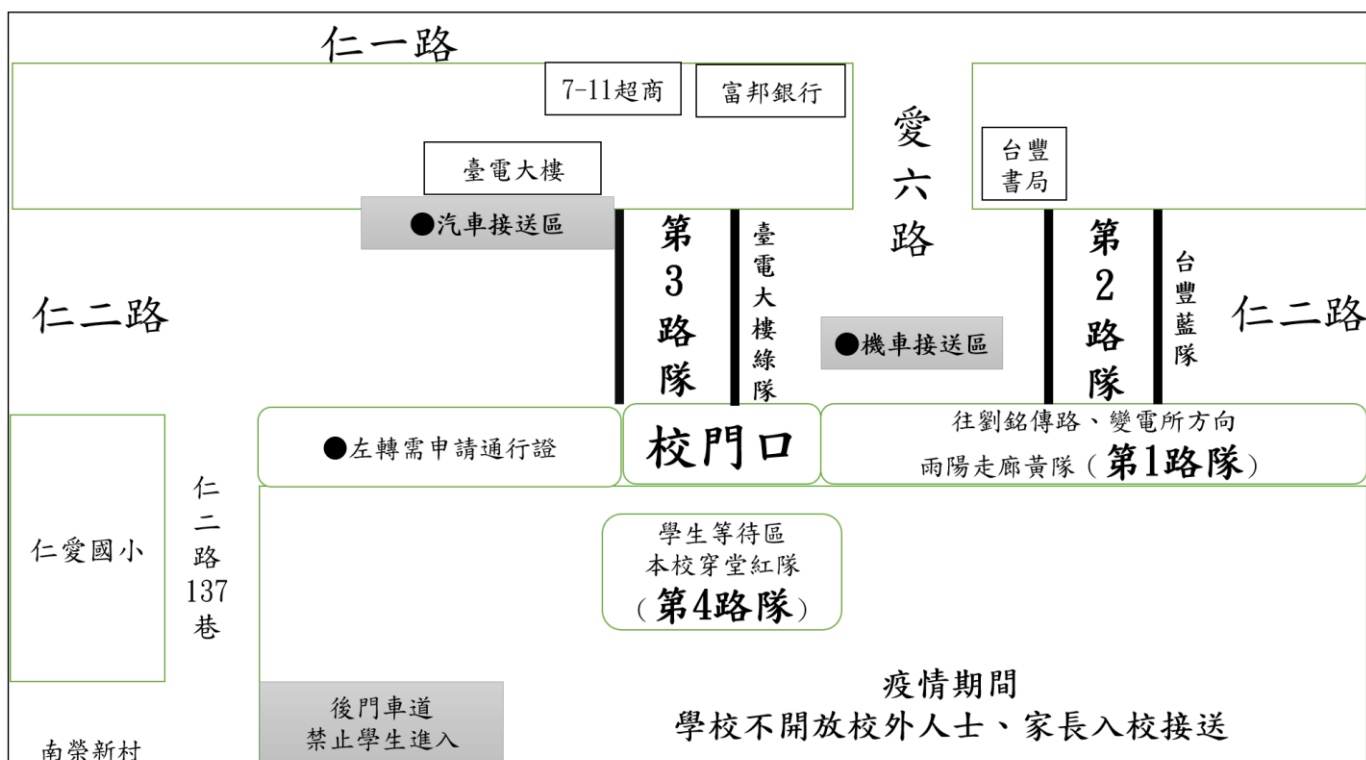 仁一路
7-11超商
富邦銀行
愛六路
台豐
書局
臺電大樓
●汽車接送區
第3路隊
臺電大樓綠隊
第2路隊
台豐藍隊
仁二路
●機車接送區
仁二路
●左轉需申請通行證
校門口
往劉銘傳路、變電所方向
雨陽走廊黃隊（第1路隊）
仁愛國小
仁二路137巷
學生等待區
本校穿堂紅隊
（第4路隊）
後門車道
禁止學生進入
疫情期間
學校不開放校外人士、家長入校接送
南榮新村